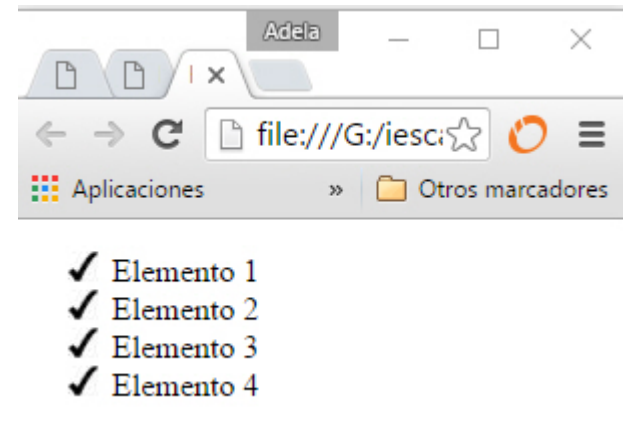 Adela
file:///G:/iesc
Aplicaciones » Otros marcadores
Elemento 1
Elemento 2
Elemento 3
Elemento 4